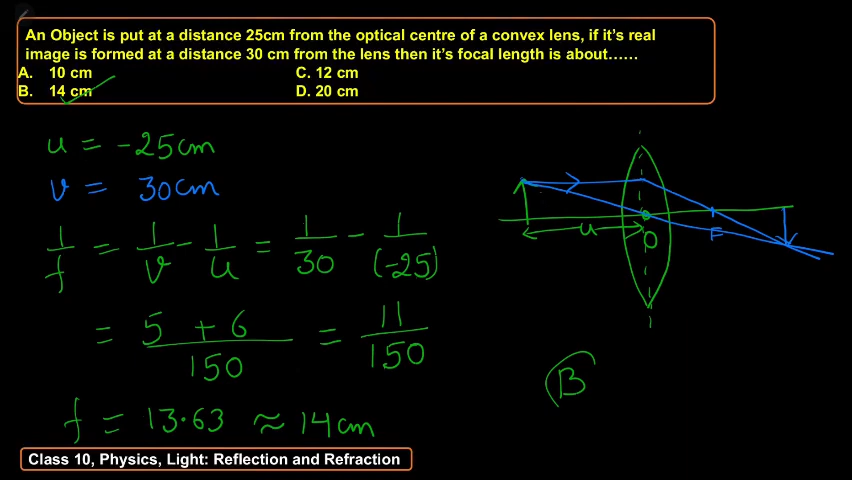 An Object is put at a distance 25cm from the optical centre of a convex lens, if it's real
image is formed at a distance 30 cm from the lens then it's focal length is about......
A. 10 cm C. 12 cm
B. 14 cm D. 20 cm
u = -25cm
v = 30cm
1/f = 1/v - 1/u = 1/30 - 1/(-25)
= 5 + 6/150 = 11/150
f = 13.63 ≈ 14cm
u
O
F
B
Class 10, Physics, Light: Reflection and Refraction